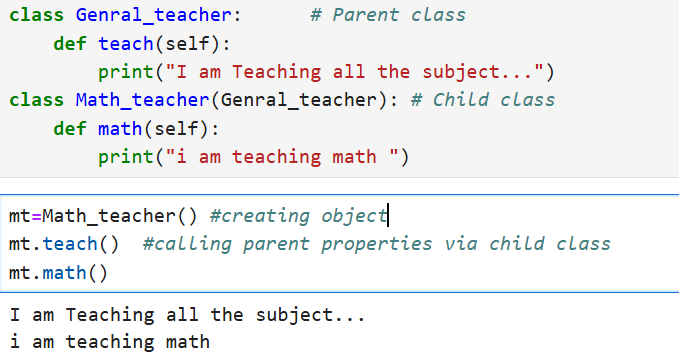 class Genral_teacher:      # Parent class
    def teach(self):
        print("I am Teaching all the subject...")
class Math_teacher(Genral_teacher): # Child class
    def math(self):
        print("i am teaching math ")
mt=Math_teacher() #creating object
mt.teach()  #calling parent properties via child class
mt.math()
I am Teaching all the subject...
i am teaching math